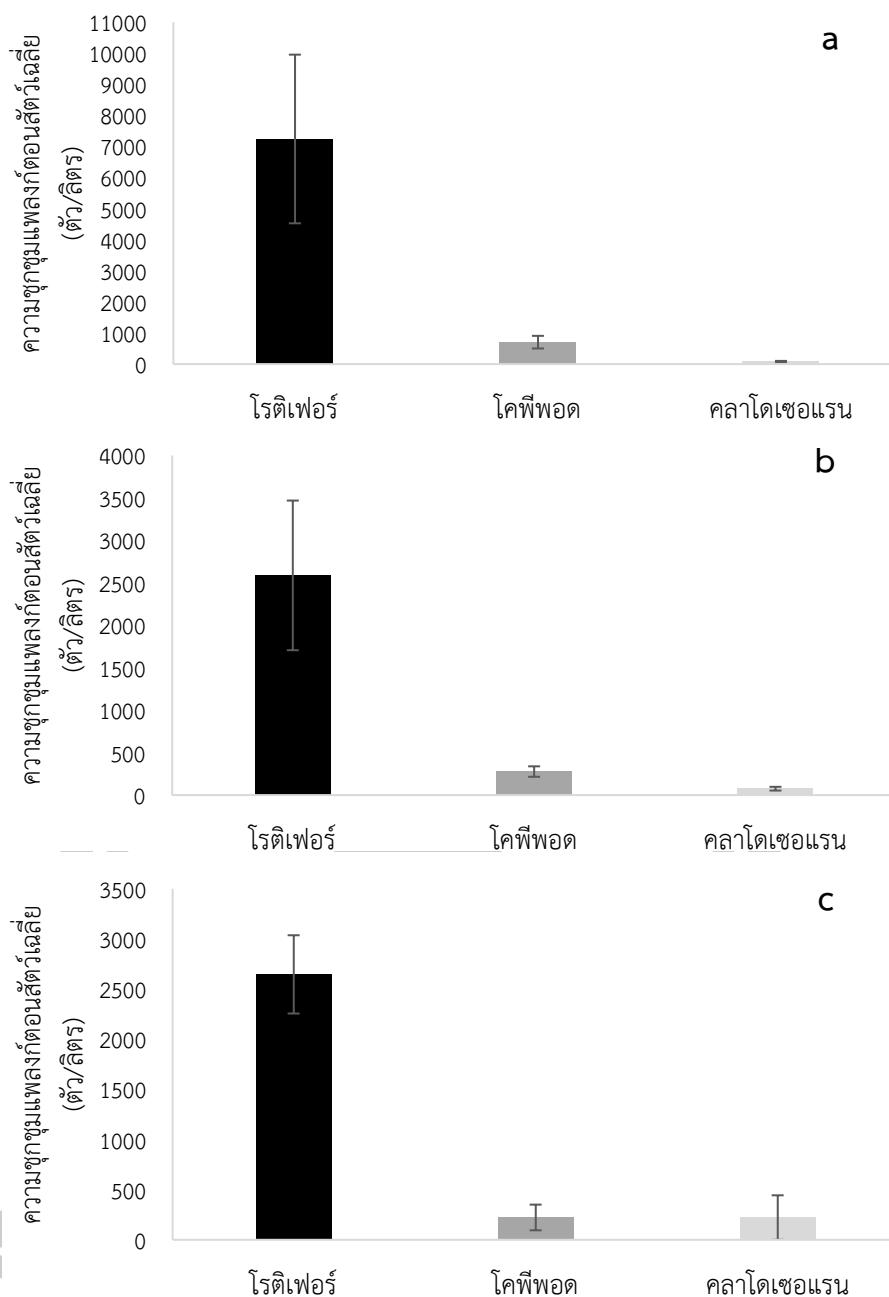 a
ความชุกชุมแพลงก์ตอนสัตว์เฉลี่ย
(ตัว/ลิตร)
11000
10000
9000
8000
7000
6000
5000
4000
3000
2000
1000
0
โรติเฟอร์ โคพีพอด คลาโดเซอแรน
b
ความชุกชุมแพลงก์ตอนสัตว์เฉลี่ย
(ตัว/ลิตร)
4000
3500
3000
2500
2000
1500
1000
500
0
โรติเฟอร์ โคพีพอด คลาโดเซอแรน
c
ความชุกชุมแพลงก์ตอนสัตว์เฉลี่ย
(ตัว/ลิตร)
3500
3000
2500
2000
1500
1000
500
0
โรติเฟอร์ โคพีพอด คลาโดเซอแรน